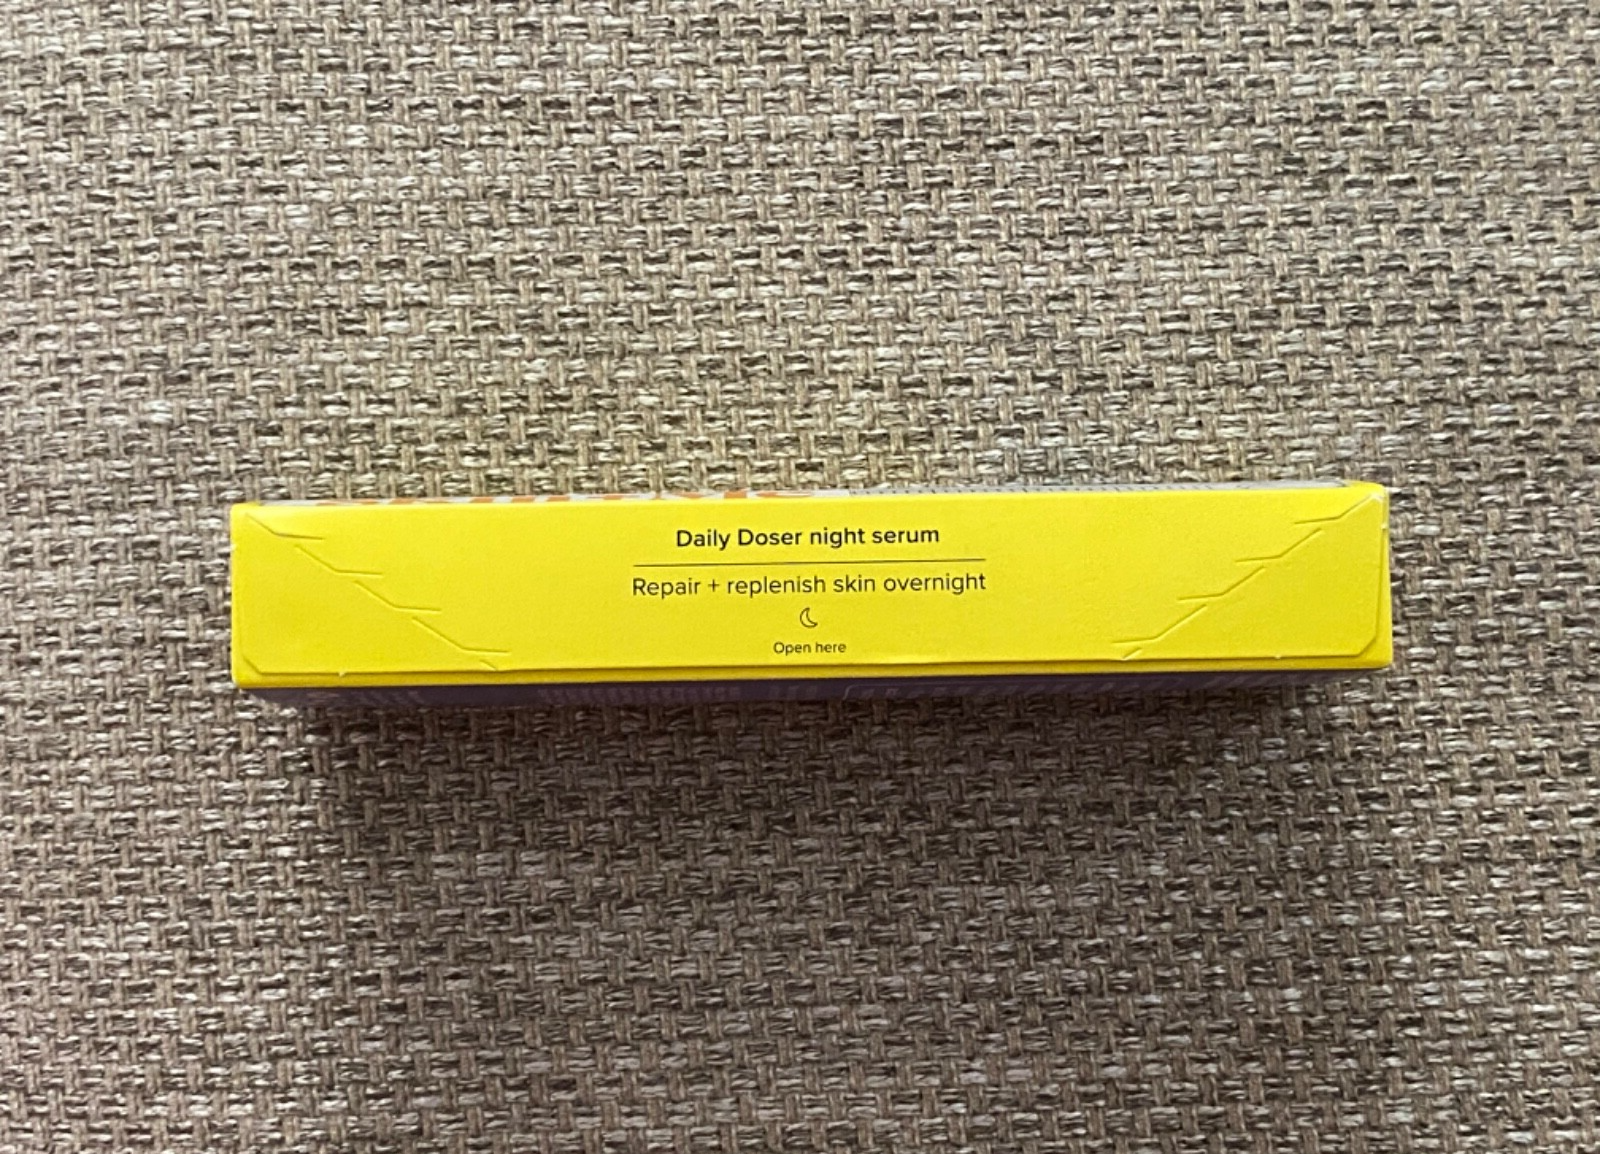 Daily Doser night serum
Repair + replenish skin overnight
Open here